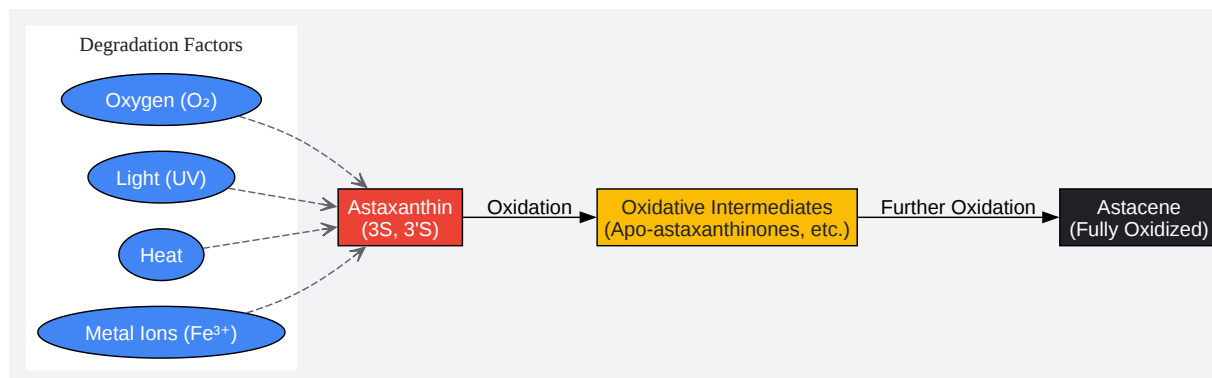 Degradation Factors
Oxygen (O₂)
Light (UV)
Heat
Metal Ions (Fe³⁺)
Astaxanthin
(3S, 3'S)
Oxidation
Oxidative Intermediates
(Apo-astaxanthinones, etc.)
Further Oxidation
Astacene
(Fully Oxidized)